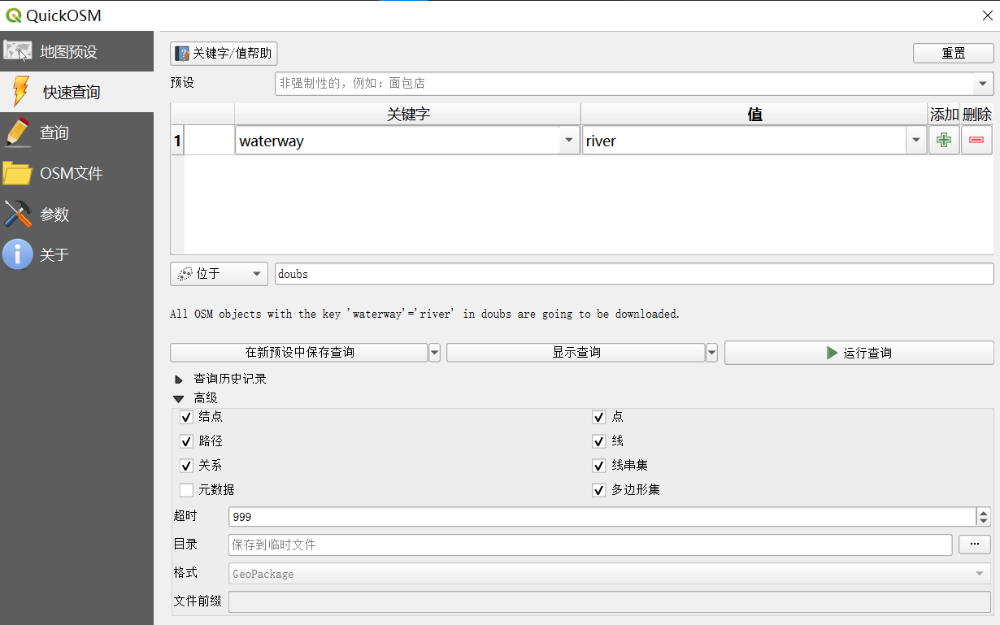 QuickOSM
地图预设
快速查询
查询
OSM文件
参数
关于
关键字/值帮助
重置
预设
非强制性的，例如：面包店
关键字 值 添加 删除
1 waterway river
位于 doubs
All OSM objects with the key 'waterway'='river' in doubs are going to be downloaded.
在新预设中保存查询 显示查询 运行查询
查询历史记录
高级
结点 点
路径 线
关系 线串集
元数据 多边形集
超时 999
目录 保存到临时文件 ...
格式 GeoPackage
文件前缀